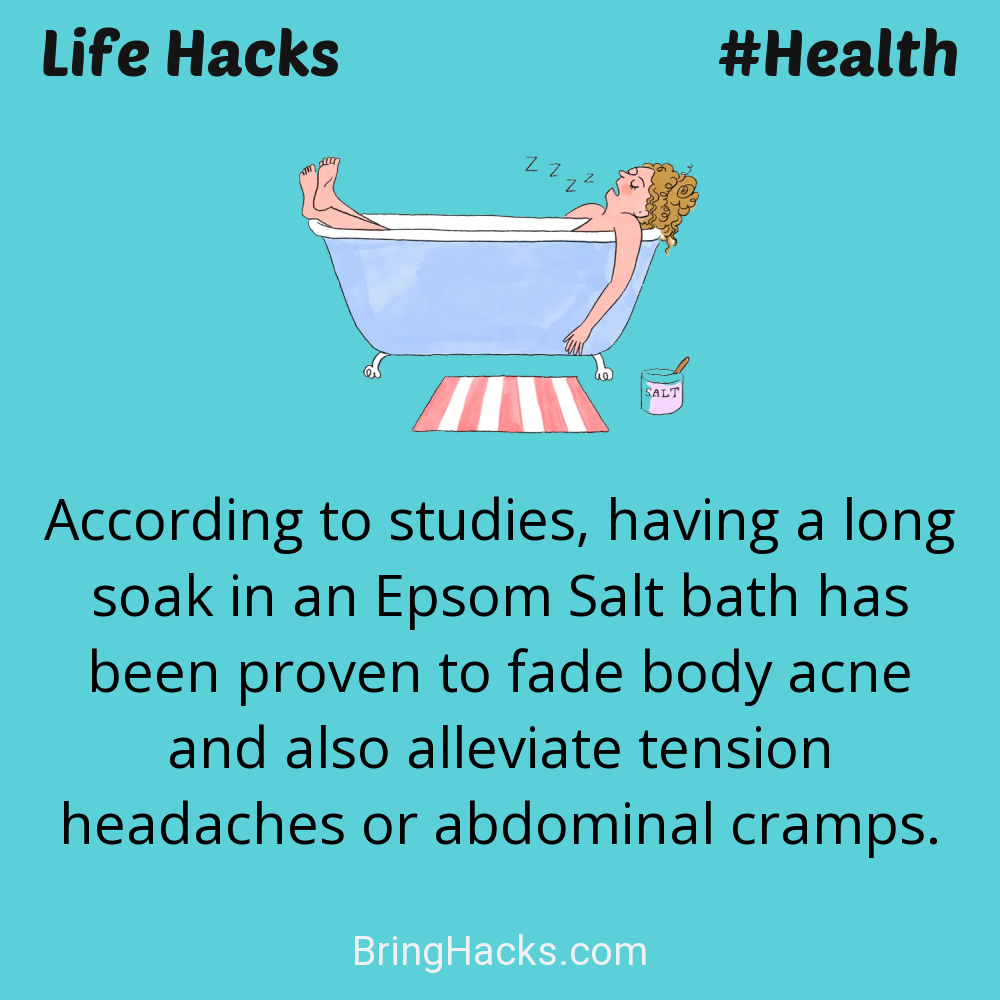 Life Hacks #Health
z z z z
SALT
According to studies, having a long
soak in an Epsom Salt bath has
been proven to fade body acne
and also alleviate tension
headaches or abdominal cramps.
BringHacks.com